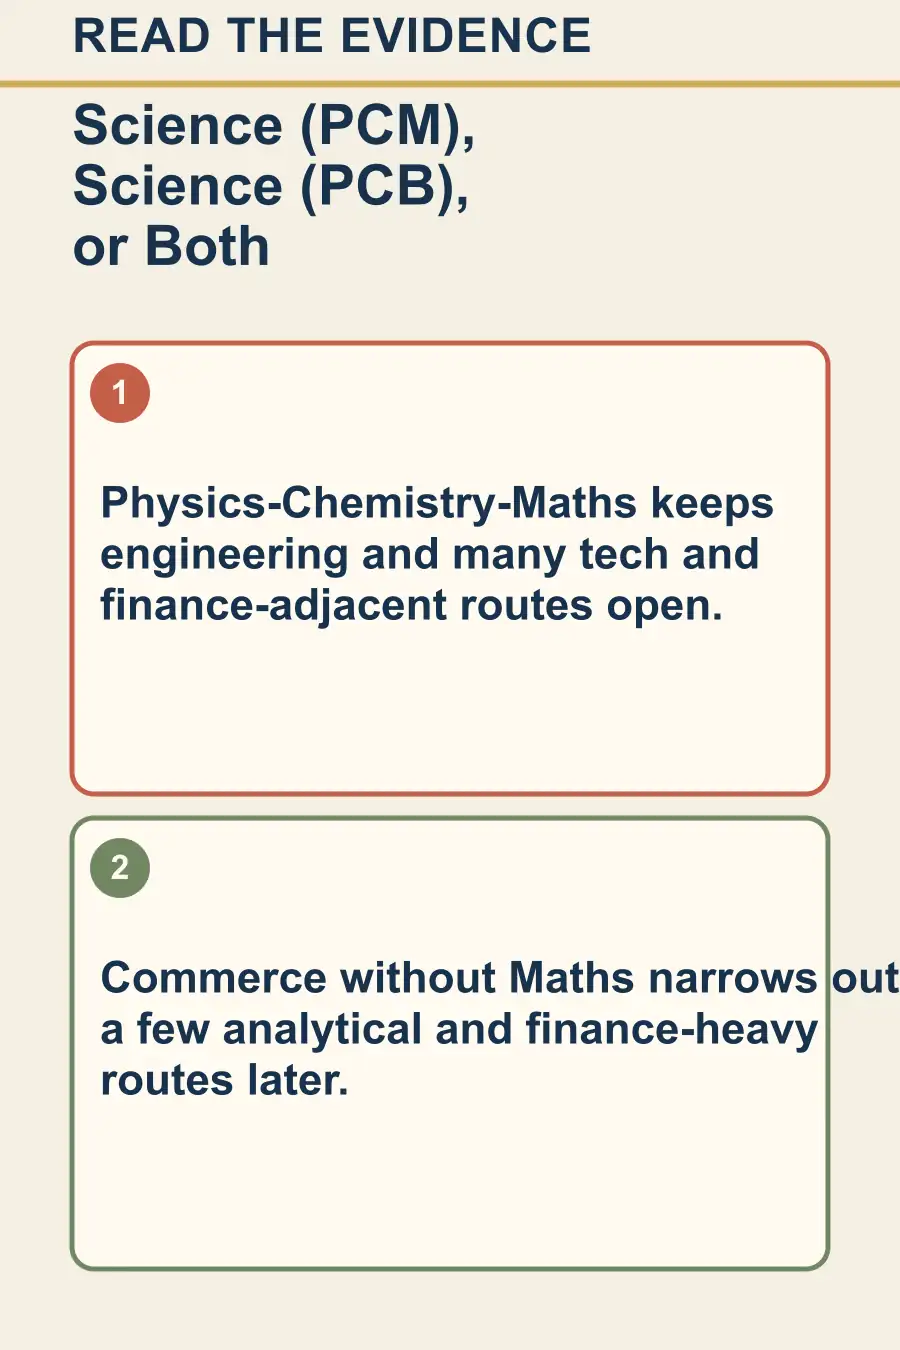 READ THE EVIDENCE
Science (PCM),
Science (PCB),
or Both
1
Physics-Chemistry-Maths keeps
engineering and many tech and
finance-adjacent routes open.
2
Commerce without Maths narrows out
a few analytical and finance-heavy
routes later.